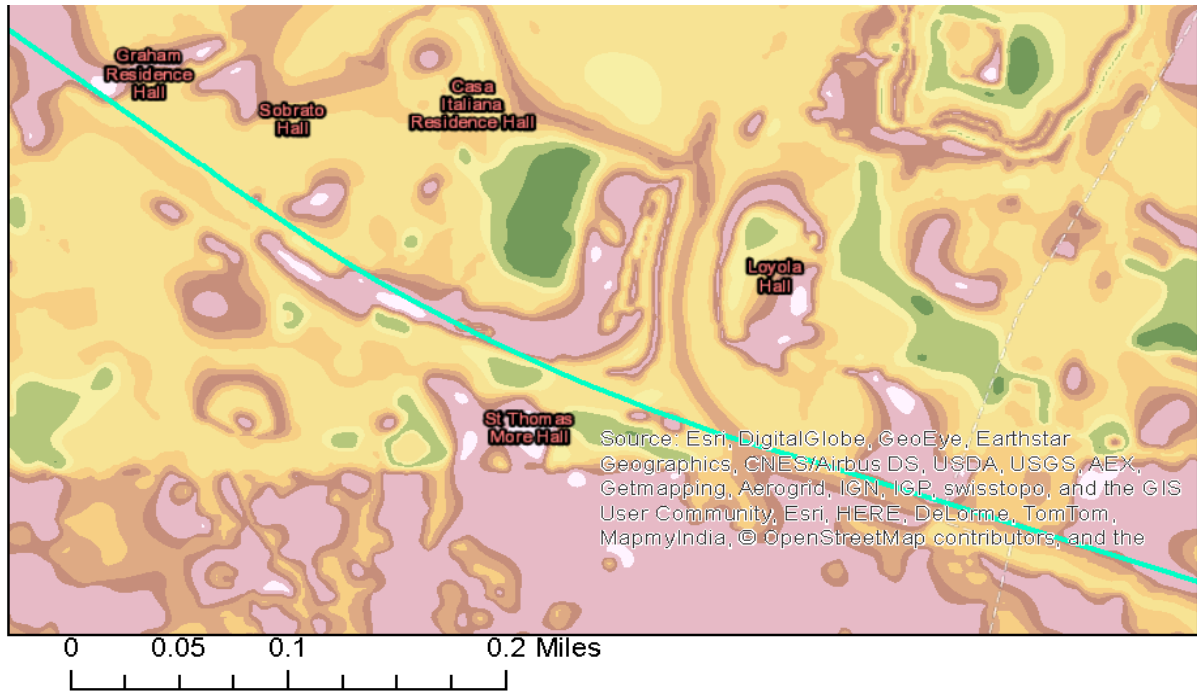 Graham
Residence
Hall
Sobrato
Hall
Casa
Italiana
Residence Hall
Loyola
Hall
St Thomas
More Hall
Source: Esri, DigitalGlobe, GeoEye, Earthstar
Geographics, CNES/Airbus DS, USDA, USGS, AEX,
Getmapping, Aerogrid, IGN, IGP, swisstopo, and the GIS
User Community, Esri, HERE, DeLorme, TomTom,
MapmyIndia, © OpenStreetMap contributors, and the
0 0.05 0.1 0.2 Miles